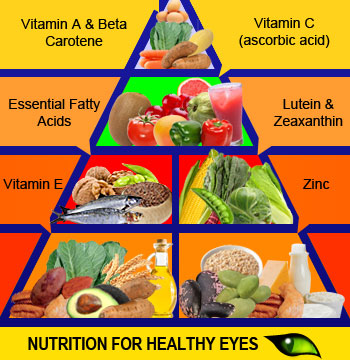 Vitamin A & Beta
Carotene
Vitamin C
(ascorbic acid)
Essential Fatty
Acids
Lutein &
Zeaxanthin
Vitamin E
Zinc
NUTRITION FOR HEALTHY EYES